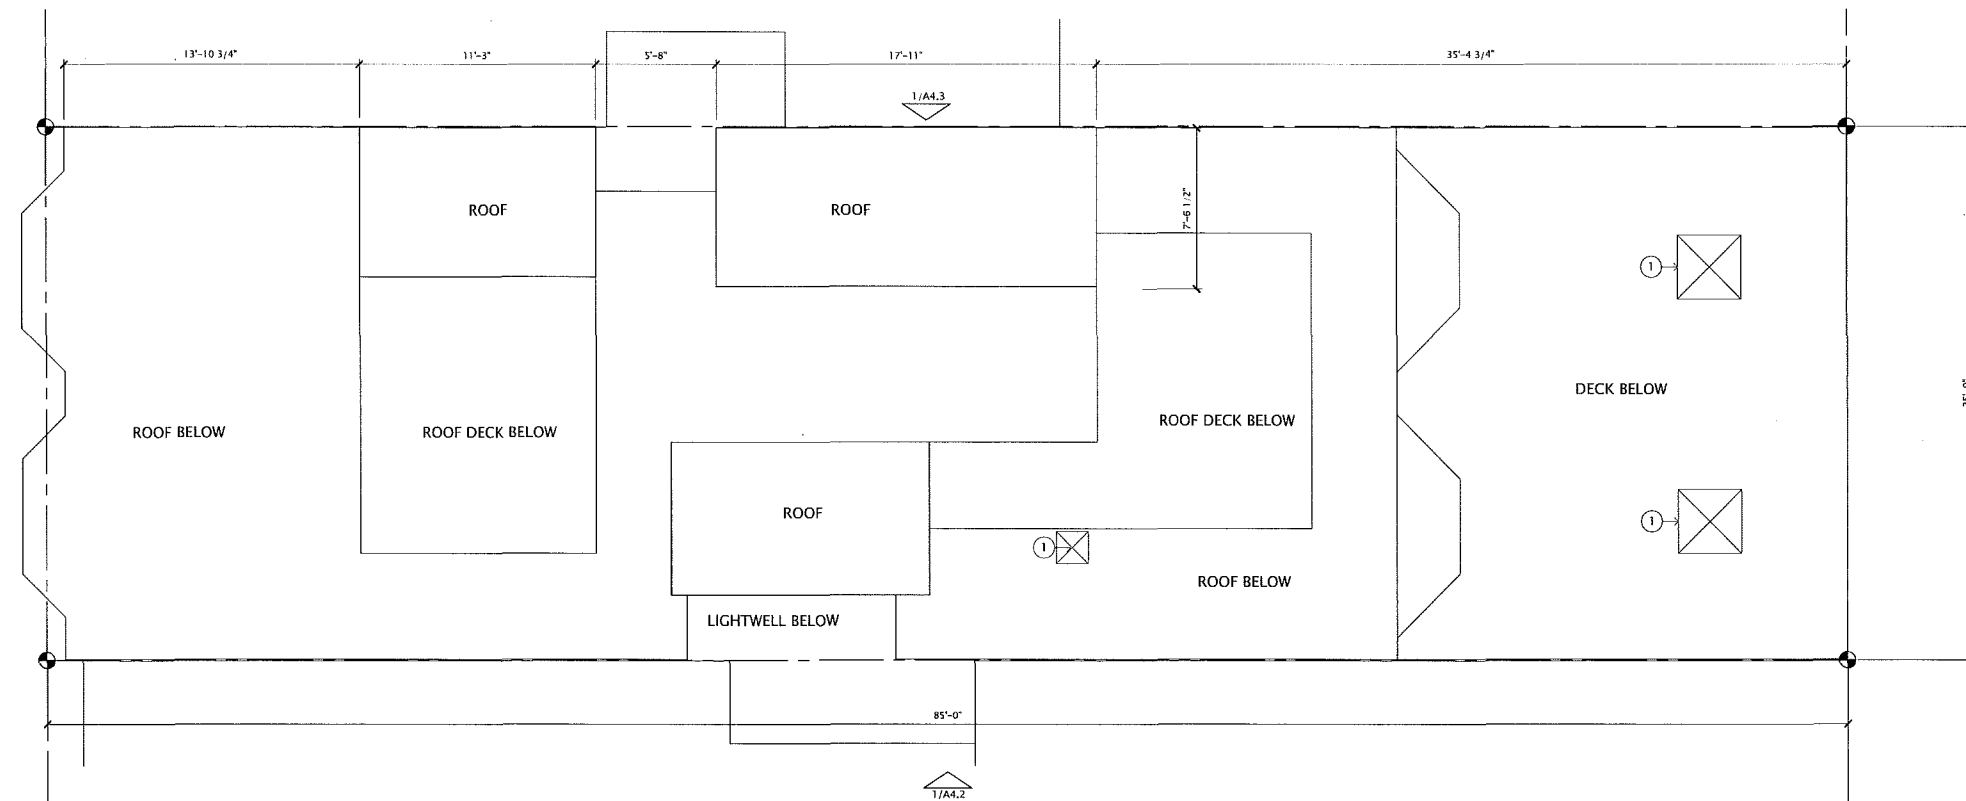 13'-10 3/4" 11'-3" 5'-8" 17'-11" 35'-4 3/4"
1/A4.3
7'-6 1/2"
ROOF ROOF
1
DECK BELOW
ROOF BELOW ROOF DECK BELOW ROOF DECK BELOW
ROOF
1
1
ROOF BELOW
LIGHTWELL BELOW
85'-0"
1/A4.2